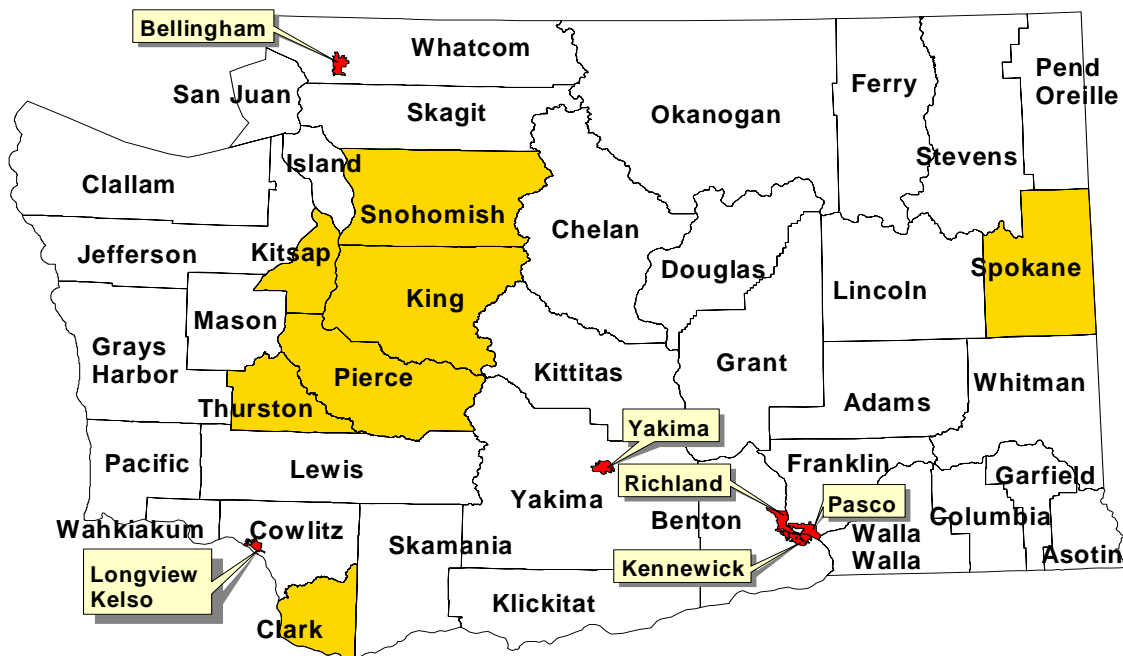 Bellingham
Whatcom
San Juan
Skagit
Okanogan
Ferry
Pend
Oreille
Island
Stevens
Clallam
Snohomish
Chelan
Jefferson
Kitsap
Douglas
Spokane
King
Lincoln
Mason
Grays
Harbor
Pierce
Kittitas
Grant
Whitman
Thurston
Adams
Yakima
Pacific
Lewis
Franklin
Garfield
Richland
Yakima
Pasco
Wahkiakum
Cowlitz
Skamania
Benton
Walla
Walla
Columbia
Asotin
Longview
Kelso
Kennewick
Klickitat
Clark